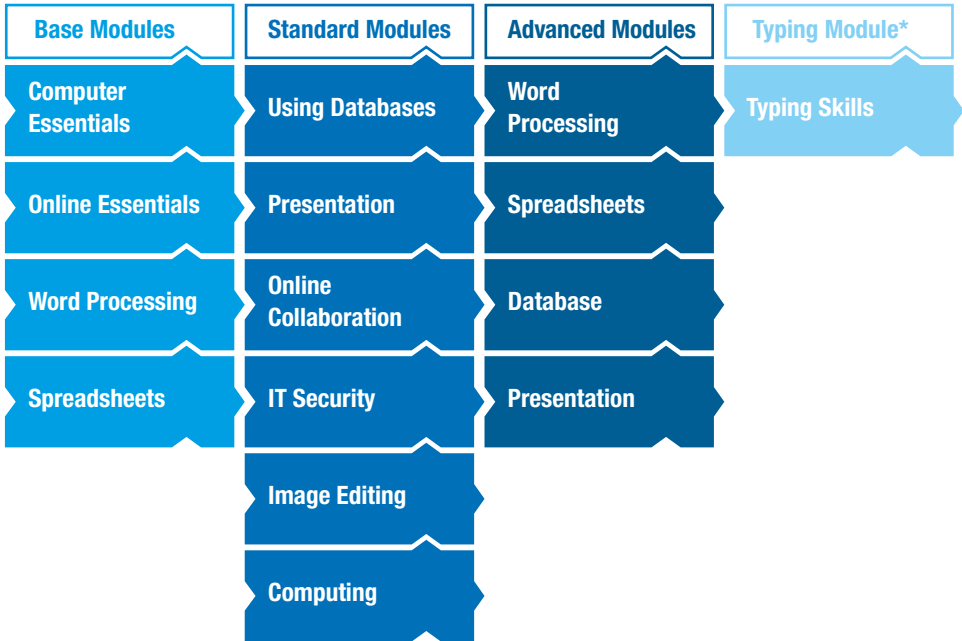 Base Modules
Computer
Essentials
Online Essentials
Word Processing
Spreadsheets
Standard Modules
Using Databases
Presentation
Online
Collaboration
IT Security
Image Editing
Computing
Advanced Modules
Word
Processing
Spreadsheets
Database
Presentation
Typing Module*
Typing Skills